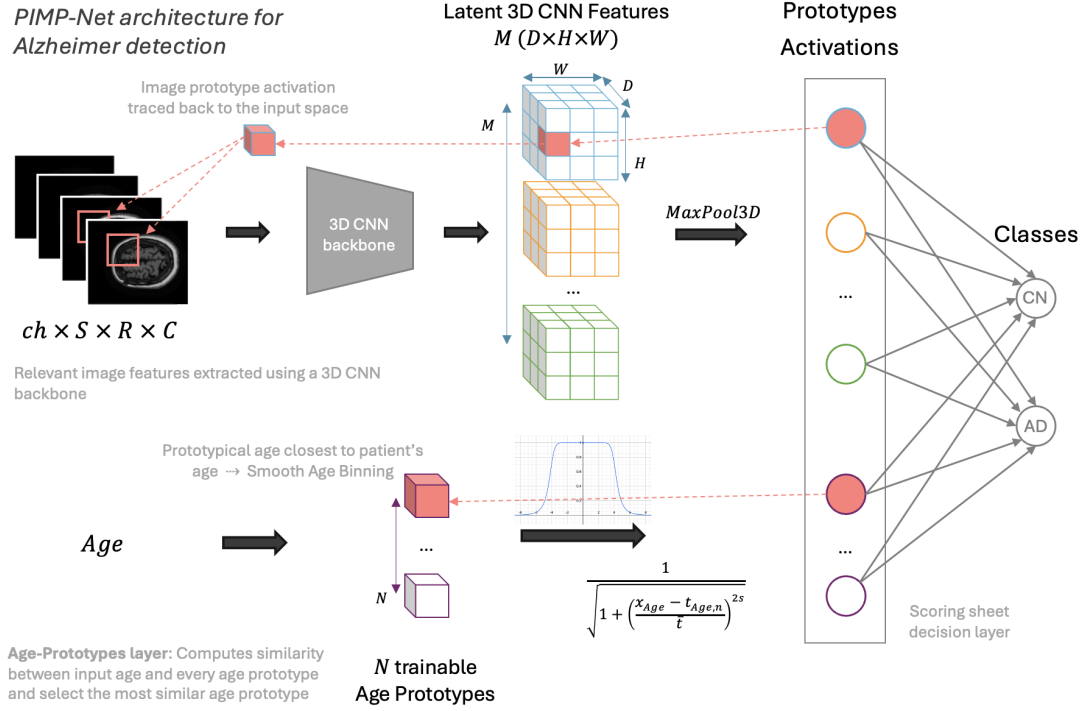 PIMP-Net architecture for
Alzheimer detection
Latent 3D CNN Features
M (D×H×W)
Prototypes
Activations
Image prototype activation
traced back to the input space
W
D
M
H
3D CNN
backbone
MaxPool3D
Classes
CN
AD
...
...
ch × S × R × C
Relevant image features extracted using a 3D CNN
backbone
Prototypical age closest to patient's
age ⇢ Smooth Age Binning
Age
...
N
1
√1 + ((x_Age − t_Age,n) / t̄)^2s
...
Scoring sheet
decision layer
Age-Prototypes layer: Computes similarity
between input age and every age prototype
and select the most similar age prototype
N trainable
Age Prototypes